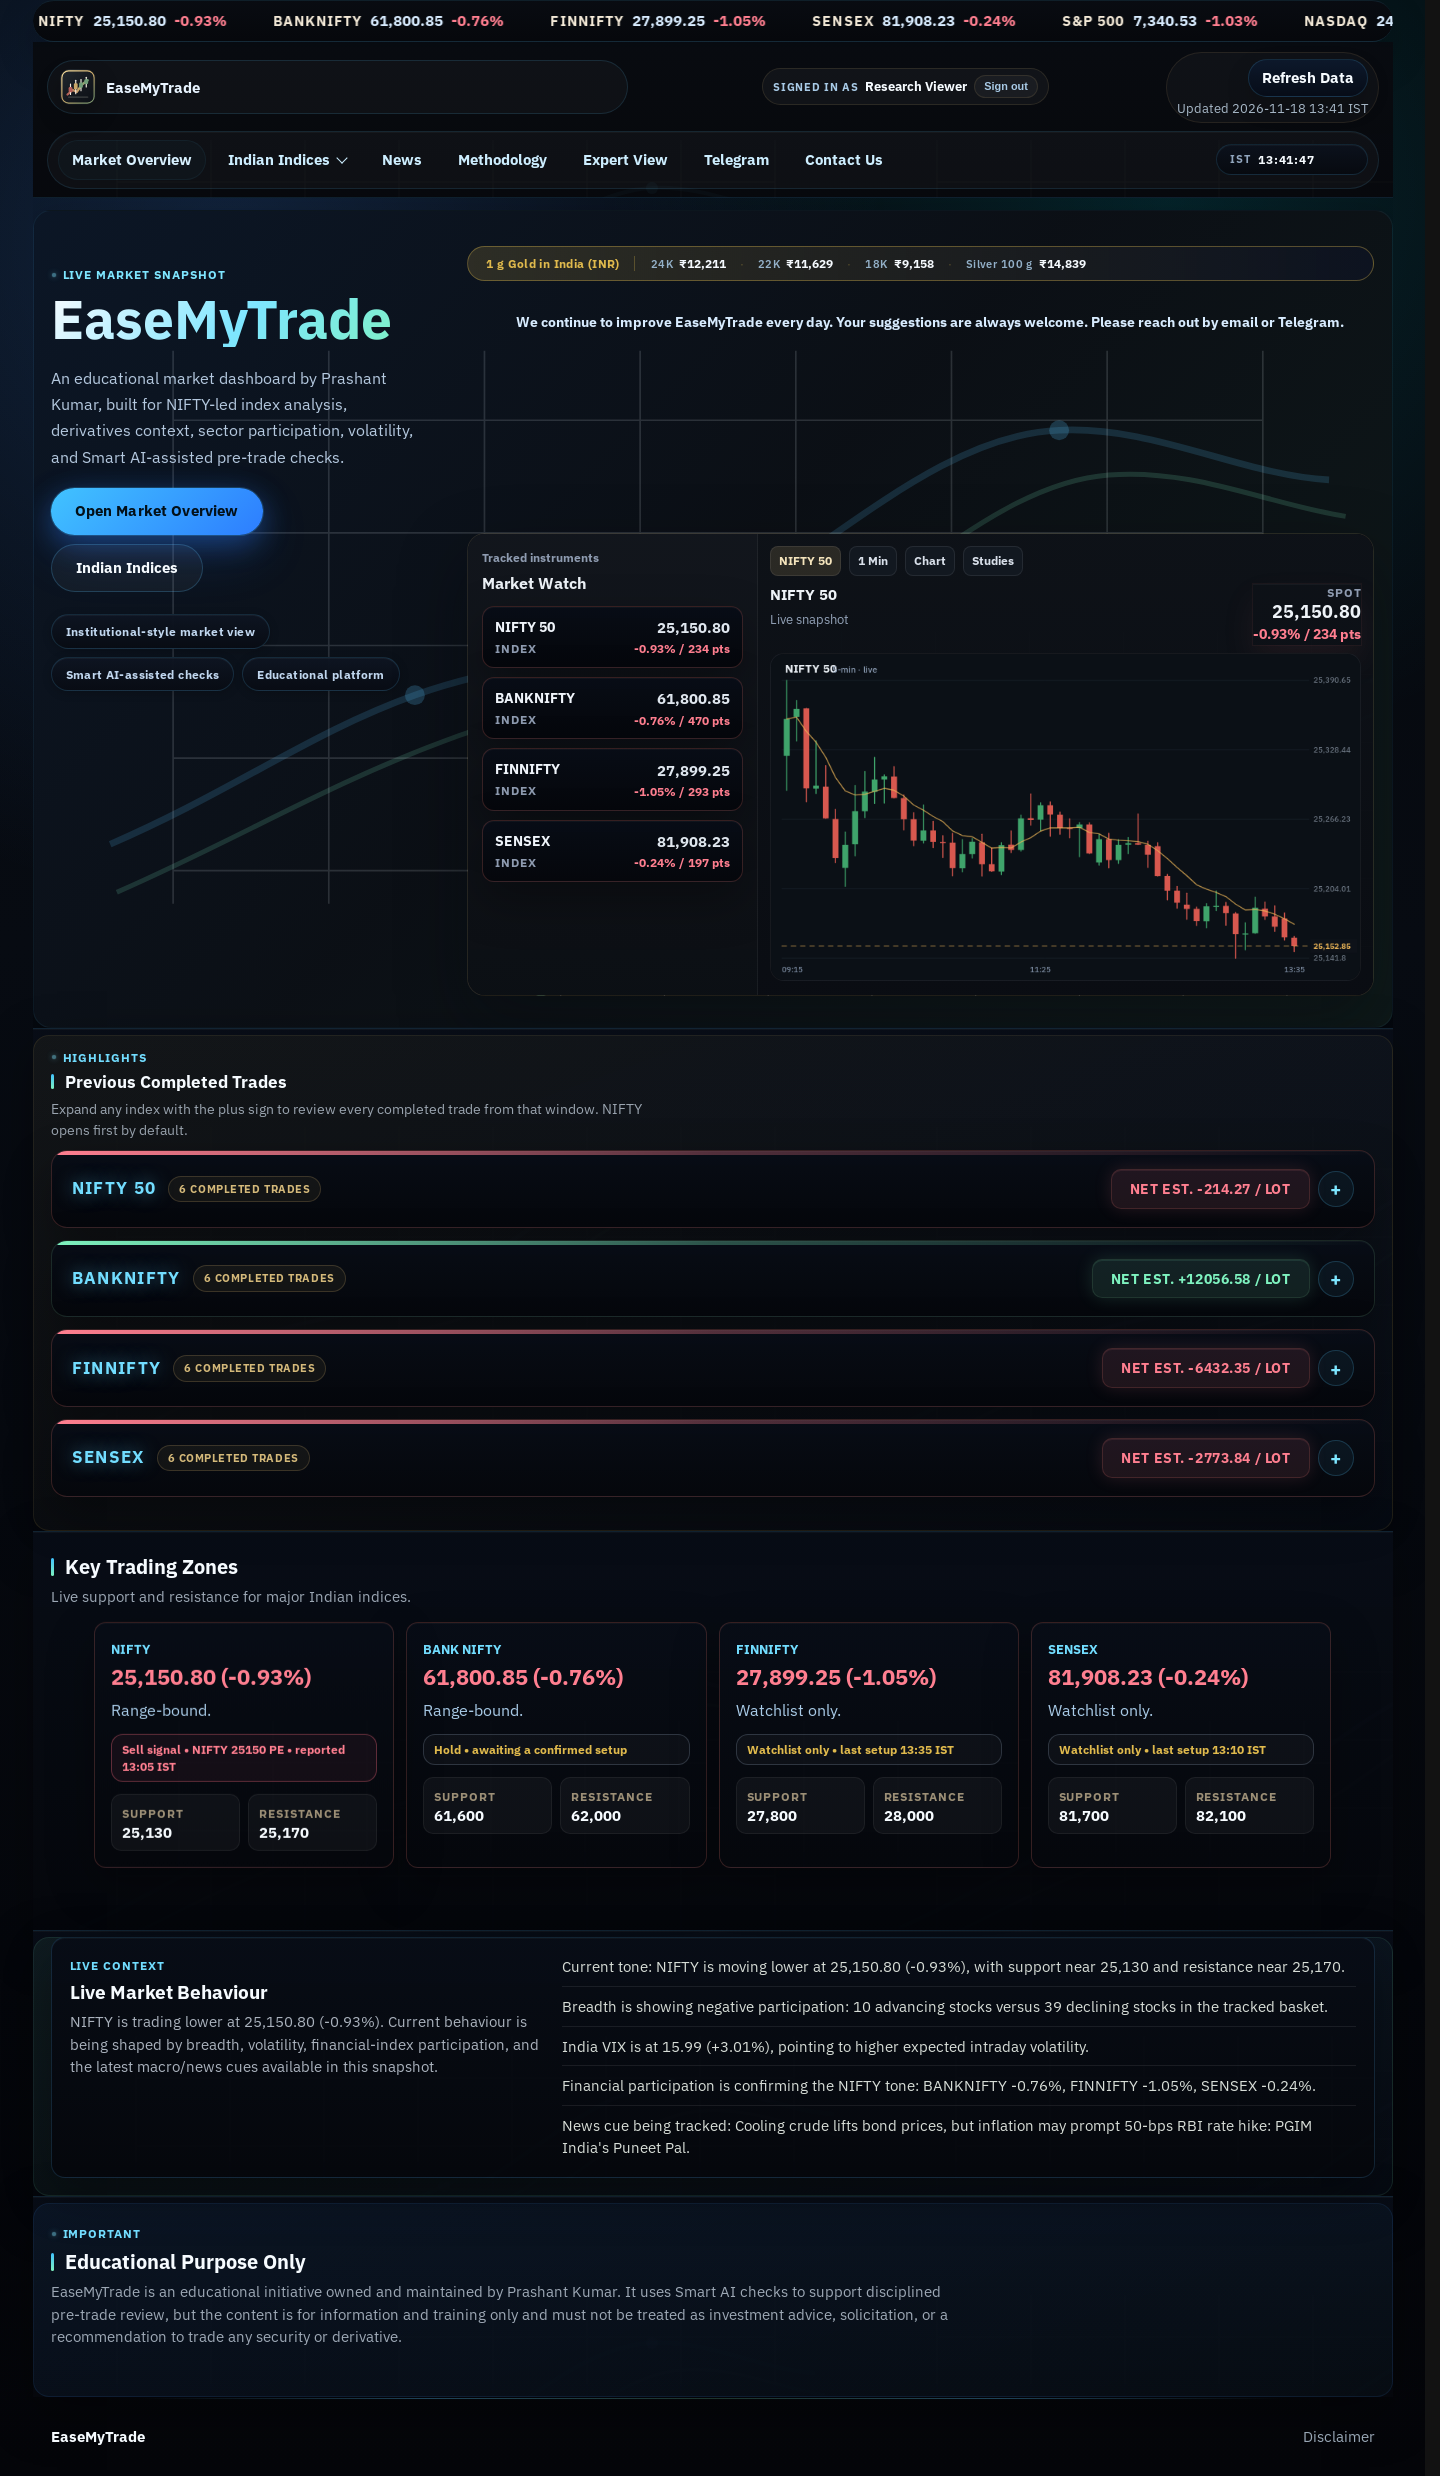 NIFTY 25,150.80 -0.93% BANKNIFTY 61,800.85 -0.76% FINNIFTY 27,899.25 -1.05% SENSEX 81,908.23 -0.24% S&P 500 7,340.53 -1.03% NASDAQ 24
EaseMyTrade
SIGNED IN AS Research Viewer Sign out
Refresh Data
Updated 2026-11-18 13:41 IST
Market Overview Indian Indices News Methodology Expert View Telegram Contact Us
IST 13:41:47
LIVE MARKET SNAPSHOT
EaseMyTrade
An educational market dashboard by Prashant
Kumar, built for NIFTY-led index analysis,
derivatives context, sector participation, volatility,
and Smart AI-assisted pre-trade checks.
Open Market Overview
Indian Indices
Institutional-style market view
Smart AI-assisted checks Educational platform
1 g Gold in India (INR) 24K ₹12,211 · 22K ₹11,629 · 18K ₹9,158 · Silver 100 g ₹14,839
We continue to improve EaseMyTrade every day. Your suggestions are always welcome. Please reach out by email or Telegram.
Tracked instruments
Market Watch
NIFTY 50 25,150.80
INDEX -0.93% / 234 pts
BANKNIFTY 61,800.85
INDEX -0.76% / 470 pts
FINNIFTY 27,899.25
INDEX -1.05% / 293 pts
SENSEX 81,908.23
INDEX -0.24% / 197 pts
NIFTY 50 1 Min Chart Studies
NIFTY 50
Live snapshot
SPOT
25,150.80
-0.93% / 234 pts
NIFTY 50 -min · live
25,390.65
25,328.44
25,266.23
25,204.01
25,152.85
25,141.8
09:15 11:25 13:35
HIGHLIGHTS
Previous Completed Trades
Expand any index with the plus sign to review every completed trade from that window. NIFTY
opens first by default.
NIFTY 50 6 COMPLETED TRADES NET EST. -214.27 / LOT +
BANKNIFTY 6 COMPLETED TRADES NET EST. +12056.58 / LOT +
FINNIFTY 6 COMPLETED TRADES NET EST. -6432.35 / LOT +
SENSEX 6 COMPLETED TRADES NET EST. -2773.84 / LOT +
Key Trading Zones
Live support and resistance for major Indian indices.
NIFTY
25,150.80 (-0.93%)
Range-bound.
Sell signal • NIFTY 25150 PE • reported
13:05 IST
SUPPORT RESISTANCE
25,130 25,170
BANK NIFTY
61,800.85 (-0.76%)
Range-bound.
Hold • awaiting a confirmed setup
SUPPORT RESISTANCE
61,600 62,000
FINNIFTY
27,899.25 (-1.05%)
Watchlist only.
Watchlist only • last setup 13:35 IST
SUPPORT RESISTANCE
27,800 28,000
SENSEX
81,908.23 (-0.24%)
Watchlist only.
Watchlist only • last setup 13:10 IST
SUPPORT RESISTANCE
81,700 82,100
LIVE CONTEXT
Live Market Behaviour
NIFTY is trading lower at 25,150.80 (-0.93%). Current behaviour is
being shaped by breadth, volatility, financial-index participation, and
the latest macro/news cues available in this snapshot.
Current tone: NIFTY is moving lower at 25,150.80 (-0.93%), with support near 25,130 and resistance near 25,170.
Breadth is showing negative participation: 10 advancing stocks versus 39 declining stocks in the tracked basket.
India VIX is at 15.99 (+3.01%), pointing to higher expected intraday volatility.
Financial participation is confirming the NIFTY tone: BANKNIFTY -0.76%, FINNIFTY -1.05%, SENSEX -0.24%.
News cue being tracked: Cooling crude lifts bond prices, but inflation may prompt 50-bps RBI rate hike: PGIM
India's Puneet Pal.
IMPORTANT
Educational Purpose Only
EaseMyTrade is an educational initiative owned and maintained by Prashant Kumar. It uses Smart AI checks to support disciplined
pre-trade review, but the content is for information and training only and must not be treated as investment advice, solicitation, or a
recommendation to trade any security or derivative.
EaseMyTrade
Disclaimer